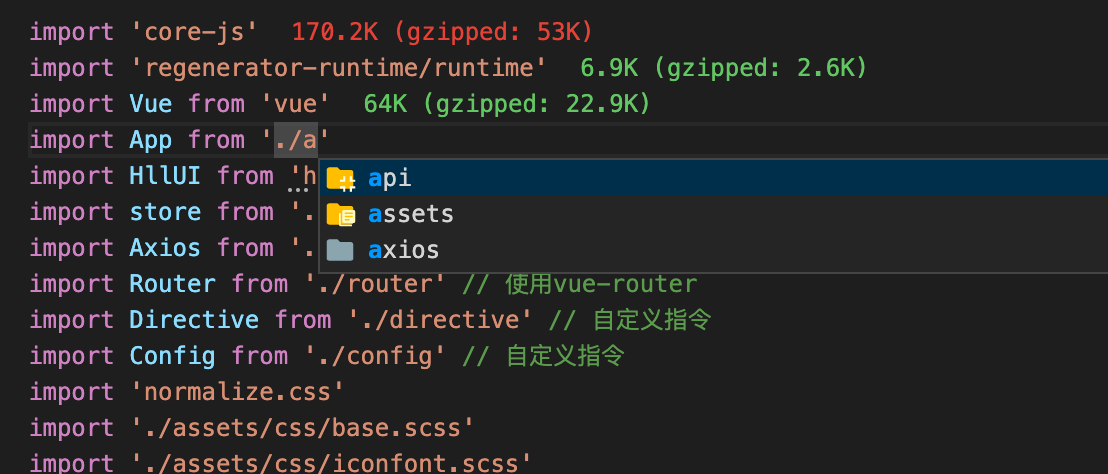 import 'core-js' 170.2K (gzipped: 53K)
import 'regenerator-runtime/runtime' 6.9K (gzipped: 2.6K)
import Vue from 'vue' 64K (gzipped: 22.9K)
import App from './a'
import HllUI from 'h
api
import store from '.
assets
import Axios from '.
axios
import Router from './router' // 使用vue-router
import Directive from './directive' // 自定义指令
import Config from './config' // 自定义指令
import 'normalize.css'
import './assets/css/base.scss'
import './assets/css/iconfont.scss'